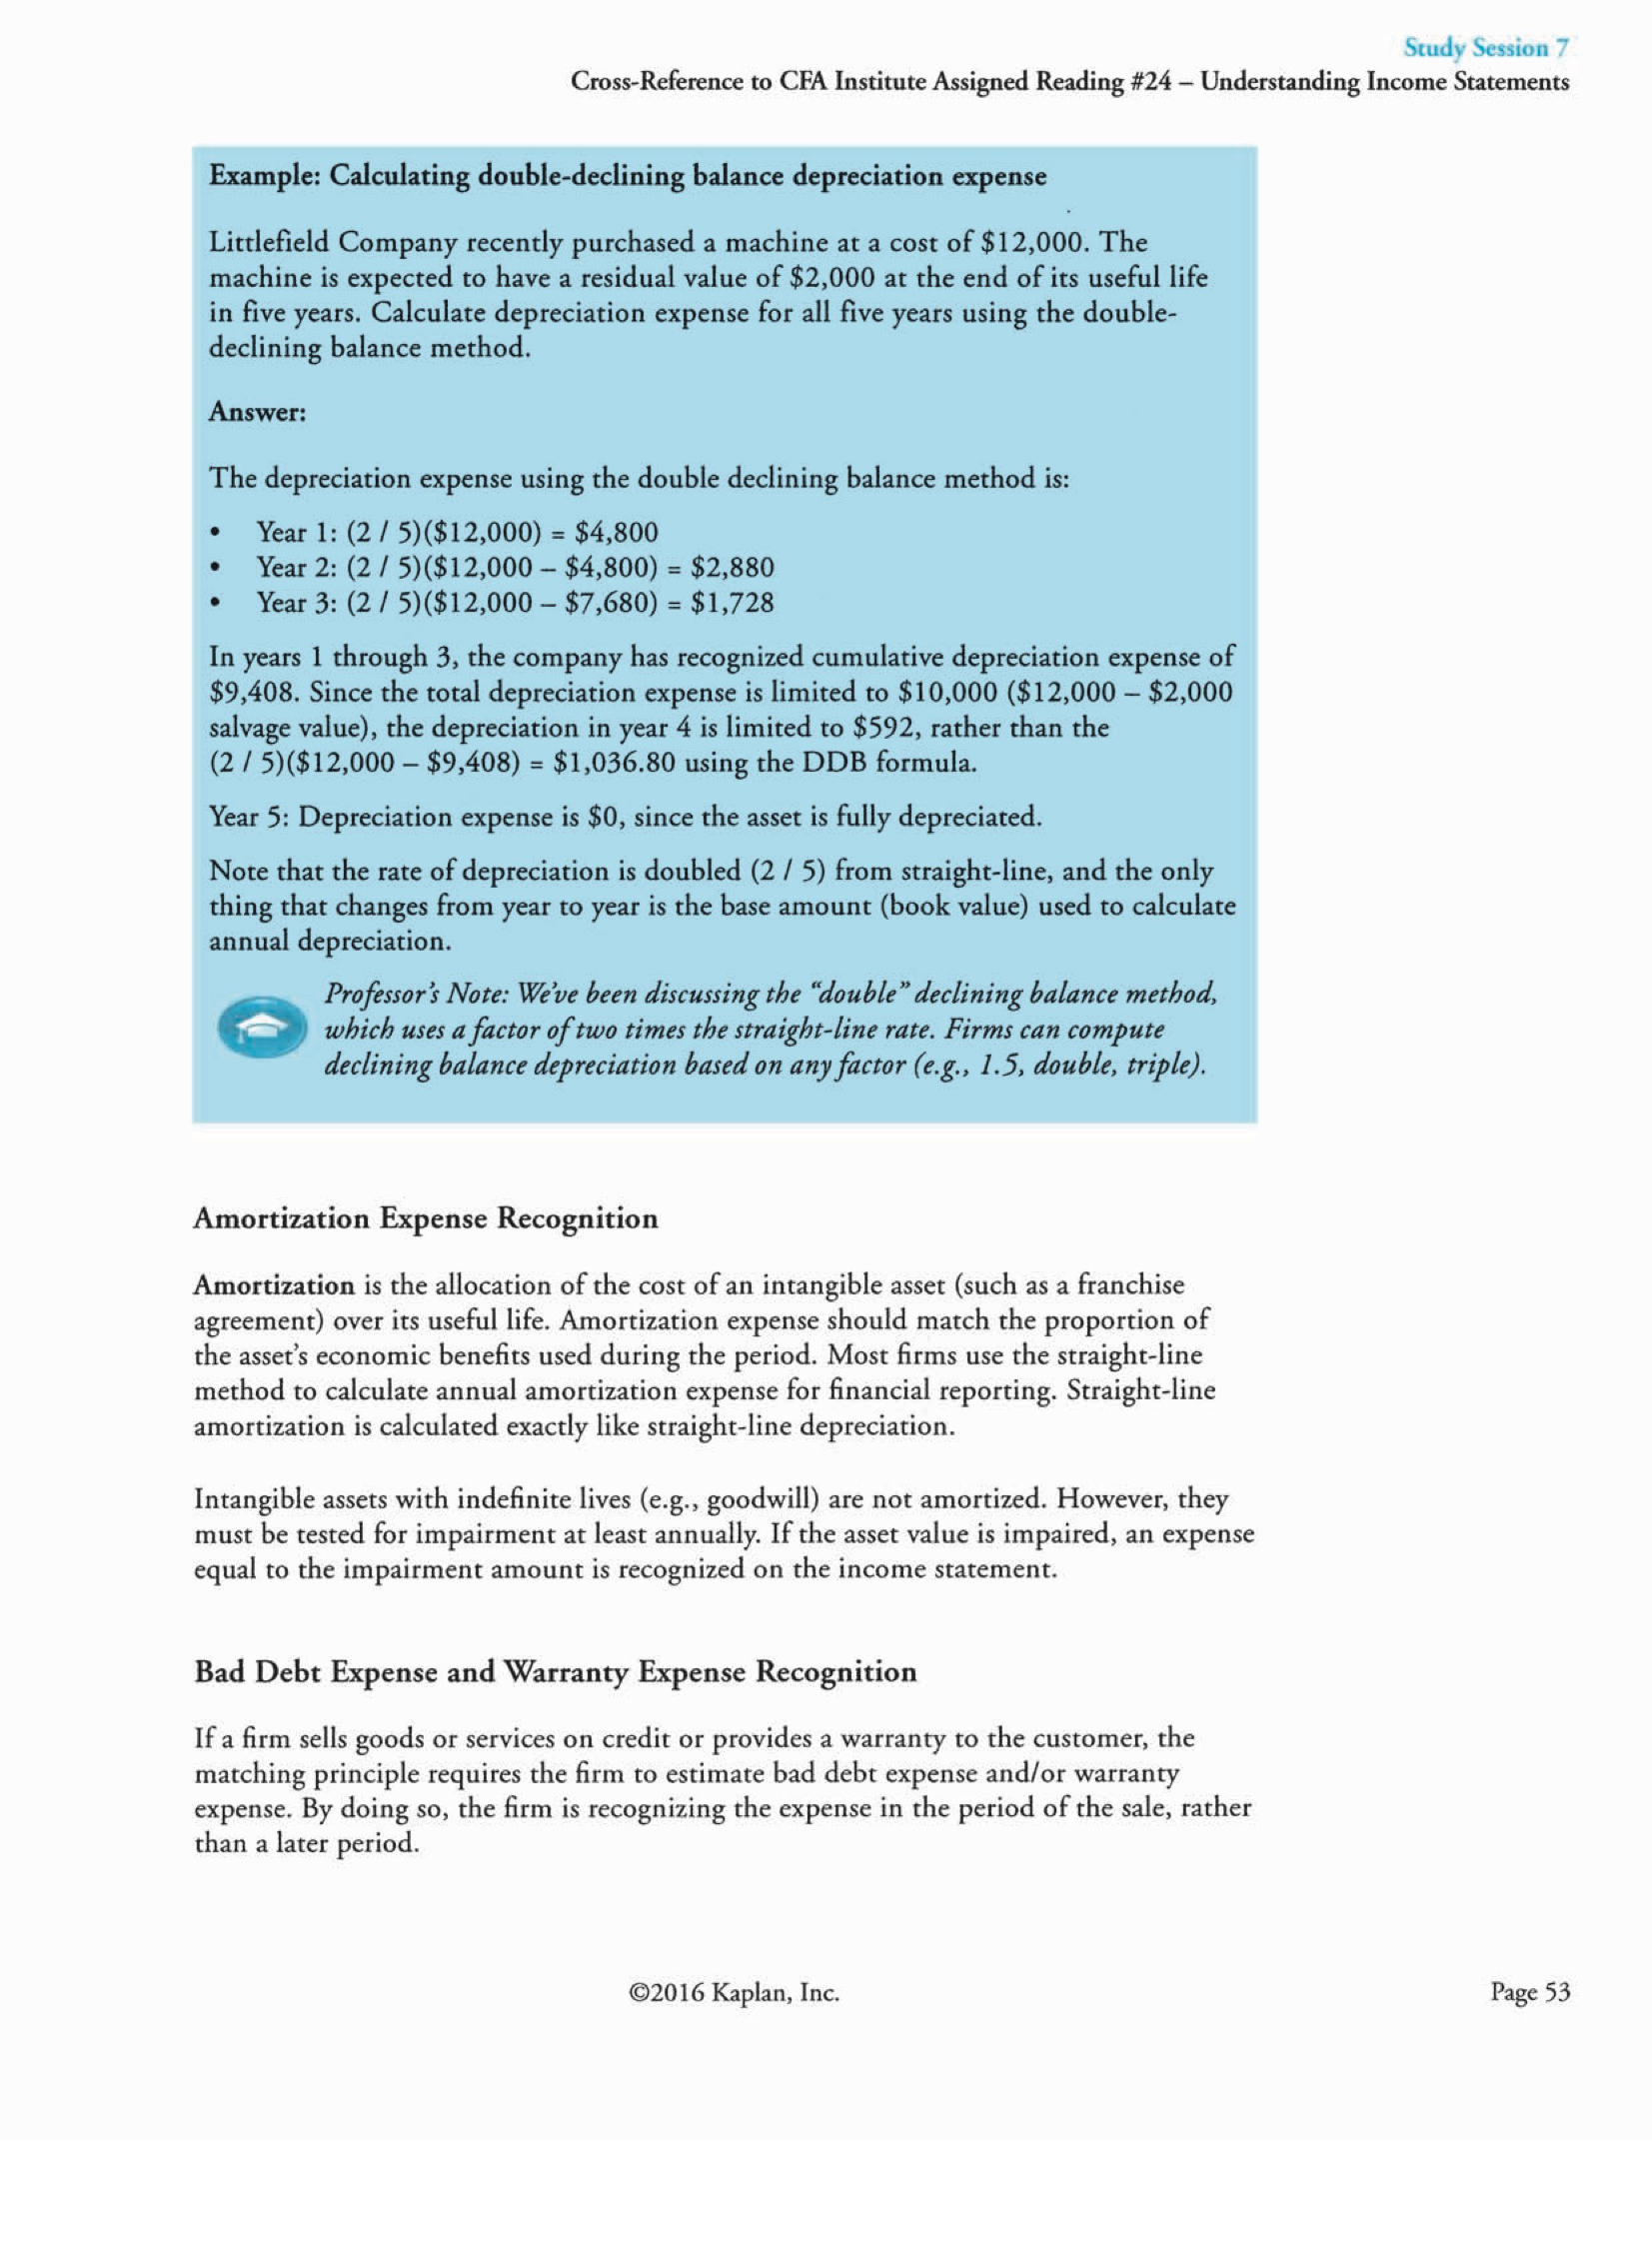 Study Session 7
Cross-Reference to CFA Institute Assigned Reading #24 – Understanding Income Statements
Example: Calculating double-declining balance depreciation expense
Littlefield Company recently purchased a machine at a cost of $12,000. The
machine is expected to have a residual value of $2,000 at the end of its useful life
in five years. Calculate depreciation expense for all five years using the double-
declining balance method.
Answer:
The depreciation expense using the double declining balance method is:
• Year 1: (2 / 5)($12,000) = $4,800
• Year 2: (2 / 5)($12,000 – $4,800) = $2,880
• Year 3: (2 / 5)($12,000 – $7,680) = $1,728
In years 1 through 3, the company has recognized cumulative depreciation expense of
$9,408. Since the total depreciation expense is limited to $10,000 ($12,000 – $2,000
salvage value), the depreciation in year 4 is limited to $592, rather than the
(2 / 5)($12,000 – $9,408) = $1,036.80 using the DDB formula.
Year 5: Depreciation expense is $0, since the asset is fully depreciated.
Note that the rate of depreciation is doubled (2 / 5) from straight-line, and the only
thing that changes from year to year is the base amount (book value) used to calculate
annual depreciation.
Professor's Note: We've been discussing the “double” declining balance method,
which uses a factor of two times the straight-line rate. Firms can compute
declining balance depreciation based on any factor (e.g., 1.5, double, triple).
Amortization Expense Recognition
Amortization is the allocation of the cost of an intangible asset (such as a franchise
agreement) over its useful life. Amortization expense should match the proportion of
the asset's economic benefits used during the period. Most firms use the straight-line
method to calculate annual amortization expense for financial reporting. Straight-line
amortization is calculated exactly like straight-line depreciation.
Intangible assets with indefinite lives (e.g., goodwill) are not amortized. However, they
must be tested for impairment at least annually. If the asset value is impaired, an expense
equal to the impairment amount is recognized on the income statement.
Bad Debt Expense and Warranty Expense Recognition
If a firm sells goods or services on credit or provides a warranty to the customer, the
matching principle requires the firm to estimate bad debt expense and/or warranty
expense. By doing so, the firm is recognizing the expense in the period of the sale, rather
than a later period.
©2016 Kaplan, Inc.
Page 53